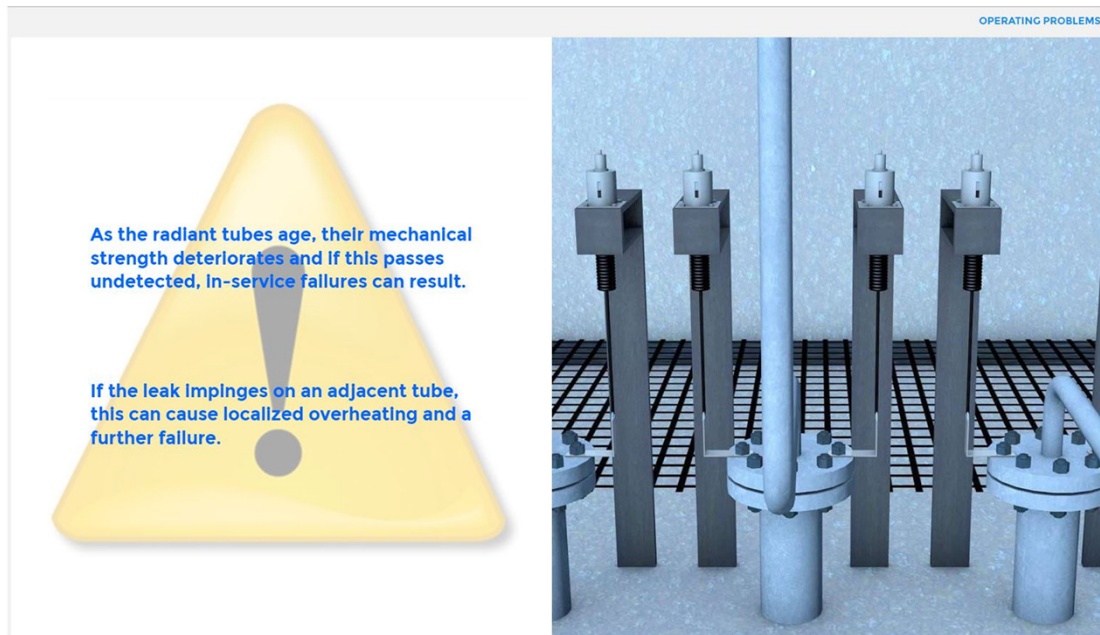 OPERATING PROBLEMS
As the radiant tubes age, their mechanical
strength deteriorates and if this passes
undetected, in-service failures can result.
If the leak impinges on an adjacent tube,
this can cause localized overheating and a
further failure.